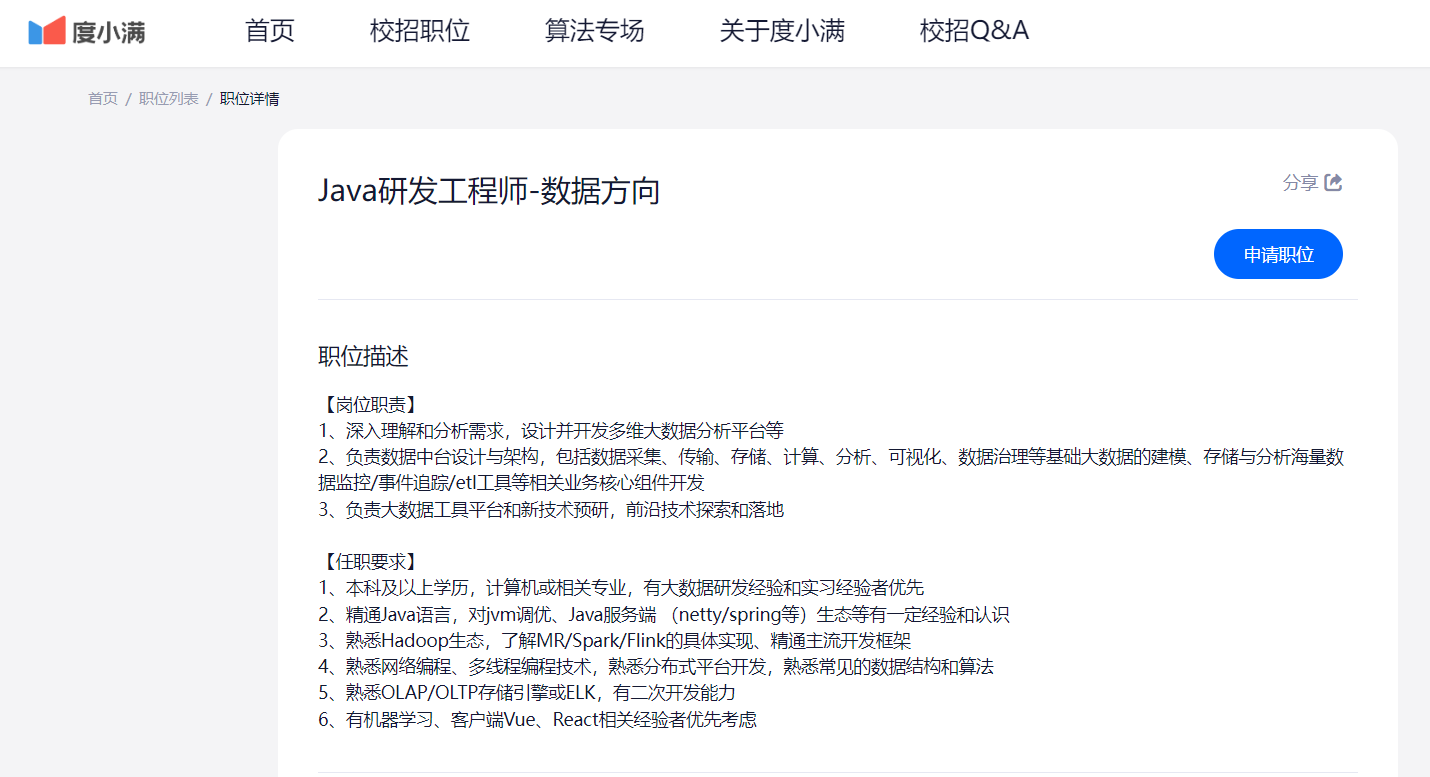 度小满 首页 校招职位 算法专场 关于度小满 校招Q&A
首页 / 职位列表 / 职位详情
Java研发工程师-数据方向
分享
申请职位
职位描述
【岗位职责】
1、深入理解和分析需求，设计并开发多维大数据分析平台等
2、负责数据中台设计与架构，包括数据采集、传输、存储、计算、分析、可视化、数据治理等基础大数据的建模、存储与分析海量数
据监控/事件追踪/etl工具等相关业务核心组件开发
3、负责大数据工具平台和新技术预研，前沿技术探索和落地
【任职要求】
1、本科及以上学历，计算机或相关专业，有大数据研发经验和实习经验者优先
2、精通Java语言，对jvm调优、Java服务端 （netty/spring等）生态等有一定经验和认识
3、熟悉Hadoop生态，了解MR/Spark/Flink的具体实现、精通主流开发框架
4、熟悉网络编程、多线程编程技术，熟悉分布式平台开发，熟悉常见的数据结构和算法
5、熟悉OLAP/OLTP存储引擎或ELK，有二次开发能力
6、有机器学习、客户端Vue、React相关经验者优先考虑